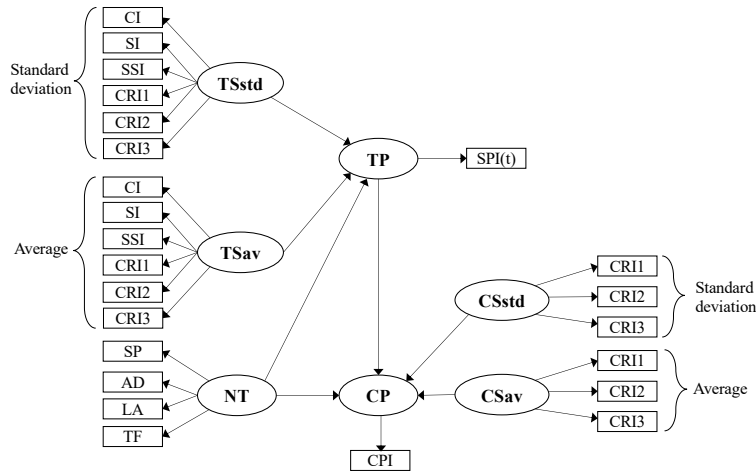 Standard
deviation
CI
SI
SSI
CRI1
CRI2
CRI3
TSstd
TP
SPI(t)
Average
CI
SI
SSI
CRI1
CRI2
CRI3
TSav
SP
AD
LA
TF
NT
CP
CPI
CSstd
CRI1
CRI2
CRI3
Standard
deviation
CSav
CRI1
CRI2
CRI3
Average